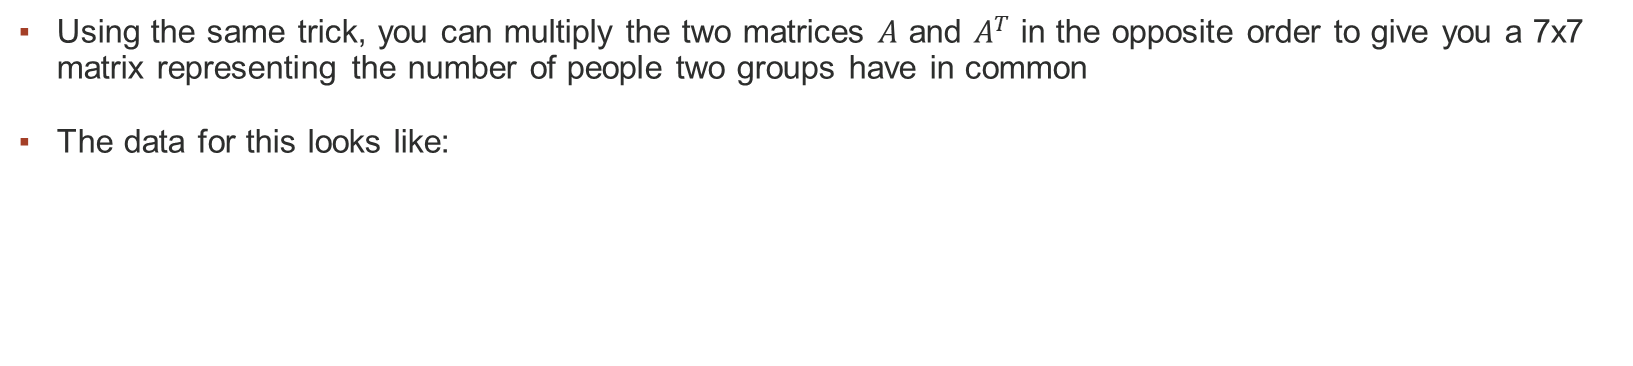 ▪ Using the same trick, you can multiply the two matrices A and Aᵀ in the opposite order to give you a 7x7
matrix representing the number of people two groups have in common
▪ The data for this looks like: